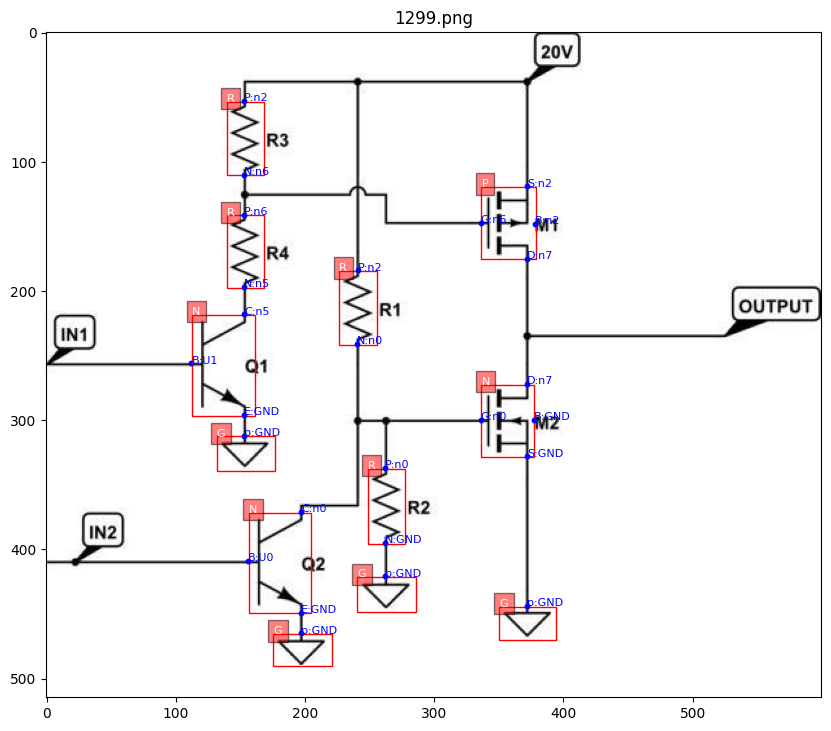 1299.png
0
20V
R
P:n2
R3
100
N:n6
P
S:n2
R
P:n6
G:n6
B:n2
M1
R4
R
P:n2
D:n7
200
N:n5
N
C:n5
R1
OUTPUT
IN1
N:n0
B:U1
Q1
N
D:n7
E:GND
300
G:n0
B:GND
M2
G
p:GND
S:GND
R
P:n0
N
C:n0
R2
IN2
N:GND
400
B:U0
Q2
G
p:GND
E:GND
G
p:GND
G
p:GND
500
0
100
200
300
400
500